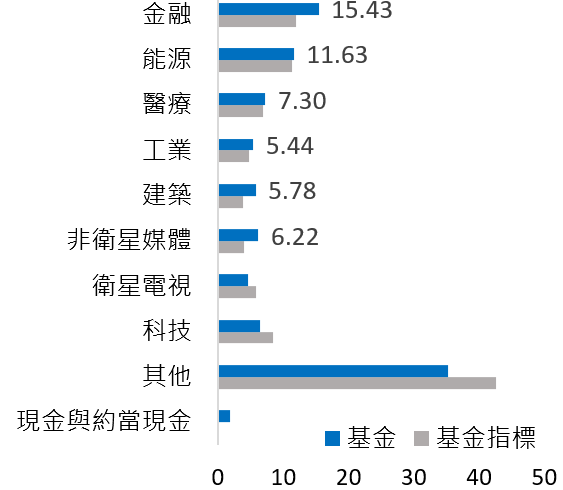 金融 15.43
能源 11.63
醫療 7.30
工業 5.44
建築 5.78
非衛星媒體 6.22
衛星電視
科技
其他
現金與約當現金
基金 基金指標
0 10 20 30 40 50